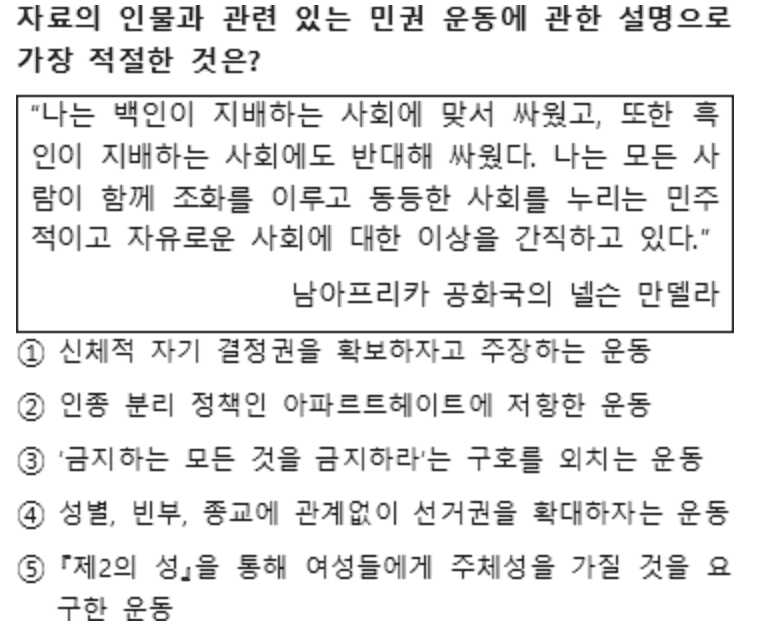 자료의 인물과 관련 있는 민권 운동에 관한 설명으로
가장 적절한 것은?
“나는 백인이 지배하는 사회에 맞서 싸웠고, 또한 흑
인이 지배하는 사회에도 반대해 싸웠다. 나는 모든 사
람이 함께 조화를 이루고 동등한 사회를 누리는 민주
적이고 자유로운 사회에 대한 이상을 간직하고 있다.”
남아프리카 공화국의 넬슨 만델라
① 신체적 자기 결정권을 확보하자고 주장하는 운동
② 인종 분리 정책인 아파르트헤이트에 저항한 운동
③ ‘금지하는 모든 것을 금지하라’는 구호를 외치는 운동
④ 성별, 빈부, 종교에 관계없이 선거권을 확대하자는 운동
⑤ 『제2의 성』을 통해 여성들에게 주체성을 가질 것을 요
구한 운동